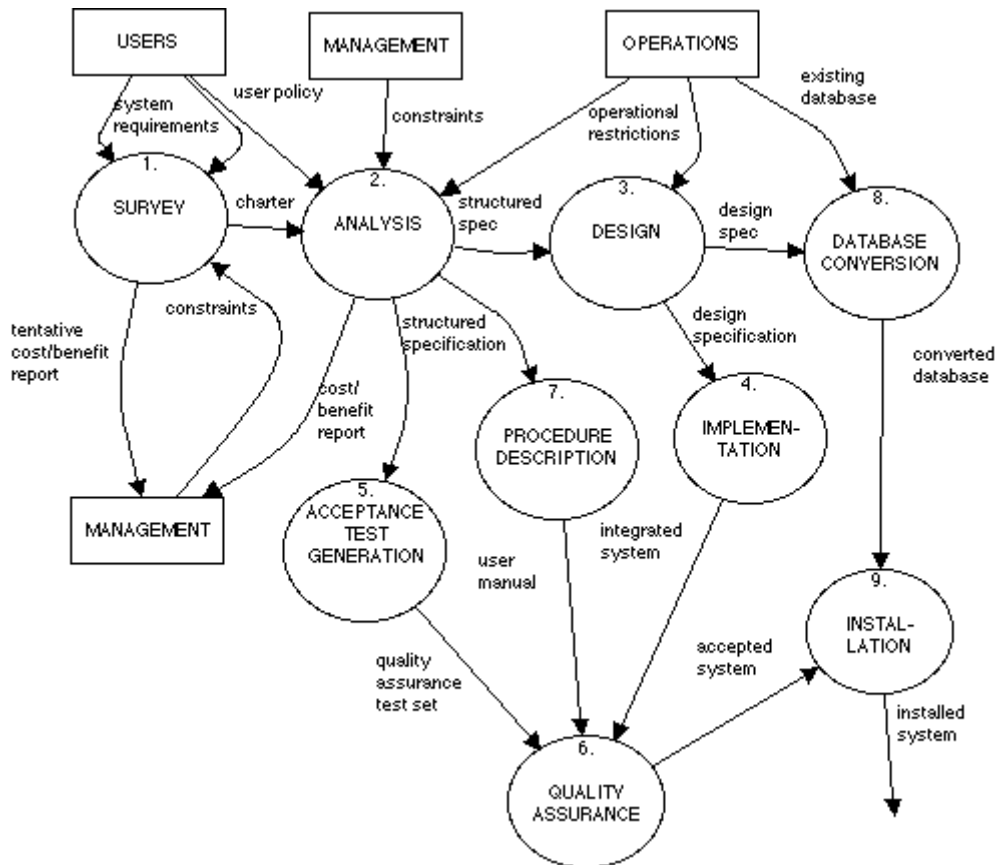 USERS
MANAGEMENT
OPERATIONS
system
requirements
user policy
constraints
operational
restrictions
existing
database
1.
SURVEY
charter
2.
ANALYSIS
structured
spec
3.
DESIGN
design
spec
8.
DATABASE
CONVERSION
tentative
cost/benefit
report
constraints
cost/
benefit
report
structured
specification
design
specification
converted
database
7.
PROCEDURE
DESCRIPTION
4.
IMPLEMEN-
TATION
MANAGEMENT
5.
ACCEPTANCE
TEST
GENERATION
user
manual
integrated
system
9.
INSTAL-
LATION
quality
assurance
test set
accepted
system
installed
system
6.
QUALITY
ASSURANCE